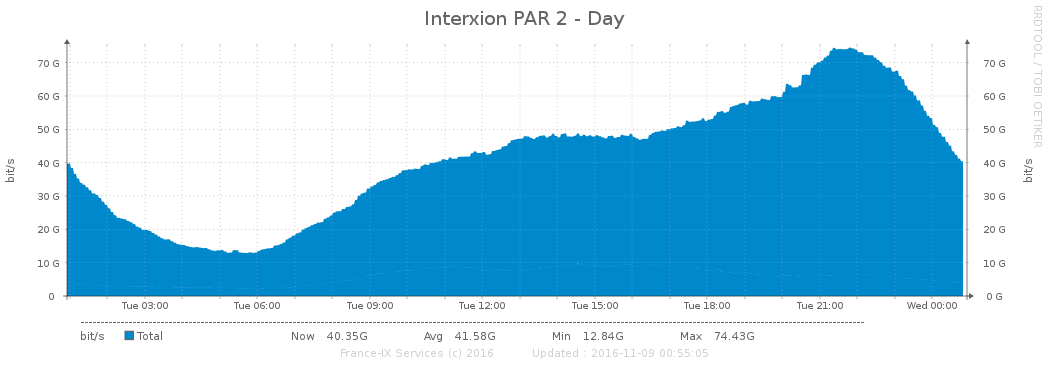 Interxion PAR 2 - Day
RRDTOOL / TOBI OETIKER
bit/s
70 G 70 G
60 G 60 G
50 G 50 G
40 G 40 G
30 G 30 G
20 G 20 G
10 G 10 G
0 0 G
bit/s
Tue 03:00 Tue 06:00 Tue 09:00 Tue 12:00 Tue 15:00 Tue 18:00 Tue 21:00 Wed 00:00
bit/s Total Now 40.35G Avg 41.58G Min 12.84G Max 74.43G
France-IX Services (c) 2016 Updated : 2016-11-09 00:55:05